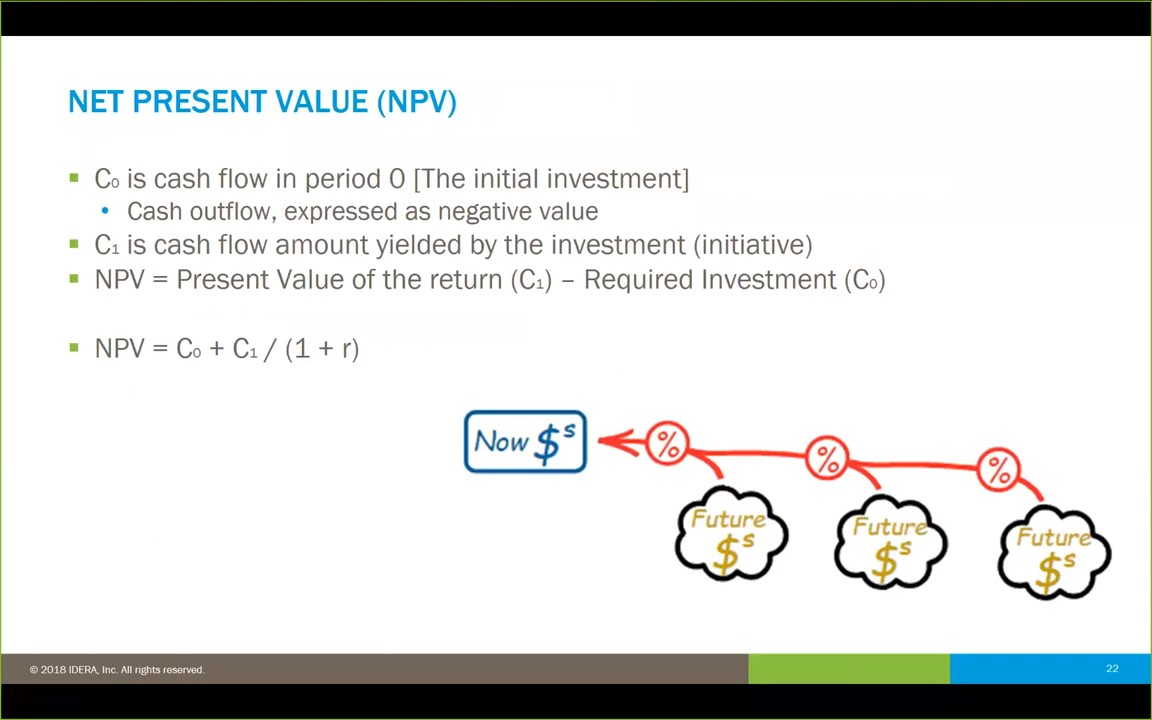 NET PRESENT VALUE (NPV)
C₀ is cash flow in period 0 [The initial investment]
Cash outflow, expressed as negative value
C₁ is cash flow amount yielded by the investment (initiative)
NPV = Present Value of the return (C₁) – Required Investment (C₀)
NPV = C₀ + C₁ / (1 + r)
Now $s
% % %
Future $s
Future $s
Future $s
© 2018 IDERA, Inc. All rights reserved.
22